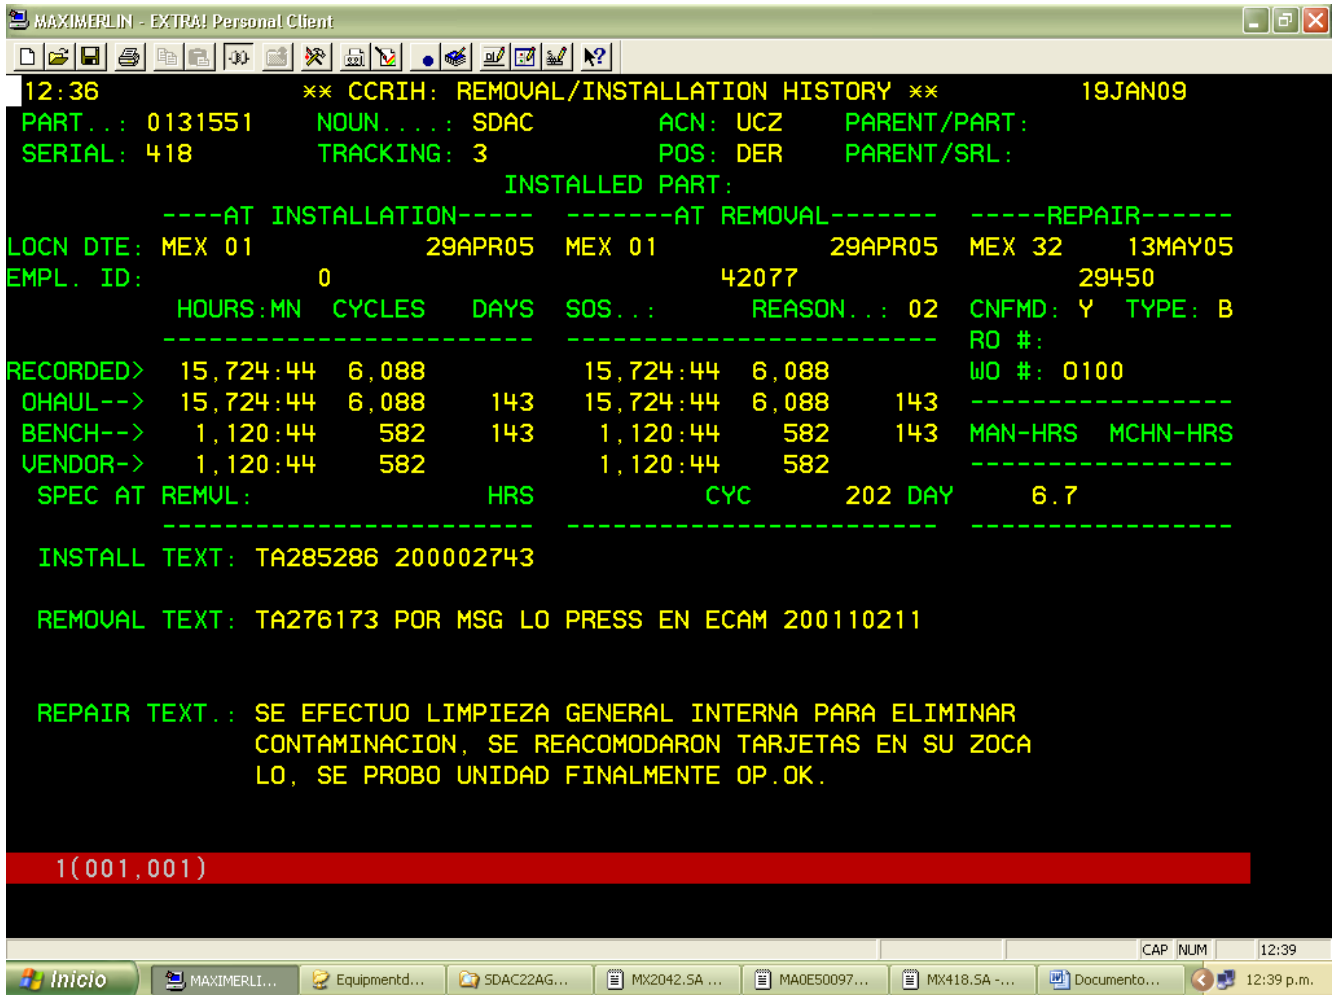 MAXIMERLIN - EXTRA! Personal Client
12:36 ** CCRIH: REMOVAL/INSTALLATION HISTORY ** 19JAN09
PART..: 0131551 NOUN....: SDAC ACN: UCZ PARENT/PART:
SERIAL: 418 TRACKING: 3 POS: DER PARENT/SRL:
INSTALLED PART:
----AT INSTALLATION----- -------AT REMOVAL------- -----REPAIR------
LOCN DTE: MEX 01 29APR05 MEX 01 29APR05 MEX 32 13MAY05
EMPL. ID: 0 42077 29450
HOURS:MN CYCLES DAYS SOS..: REASON..: 02 CNFMD: Y TYPE: B
------------------------ ------------------------ RO #:
RECORDED> 15,724:44 6,088 15,724:44 6,088 WO #: O100
OHAUL--> 15,724:44 6,088 143 15,724:44 6,088 143 -----------------
BENCH--> 1,120:44 582 143 1,120:44 582 143 MAN-HRS MCHN-HRS
VENDOR-> 1,120:44 582 1,120:44 582 -----------------
SPEC AT REMVL: HRS CYC 202 DAY 6.7
------------------------ ------------------------ -----------------
INSTALL TEXT: TA285286 200002743
REMOVAL TEXT: TA276173 POR MSG LO PRESS EN ECAM 200110211
REPAIR TEXT.: SE EFECTUO LIMPIEZA GENERAL INTERNA PARA ELIMINAR
CONTAMINACION, SE REACOMODARON TARJETAS EN SU ZOCA
LO, SE PROBO UNIDAD FINALMENTE OP.OK.
1(001,001)
CAP NUM 12:39
Inicio MAXIMERLI... Equipmentd... SDAC22AG... MX2042.SA ... MA0E50097... MX418.SA -... Documento... 12:39 p.m.